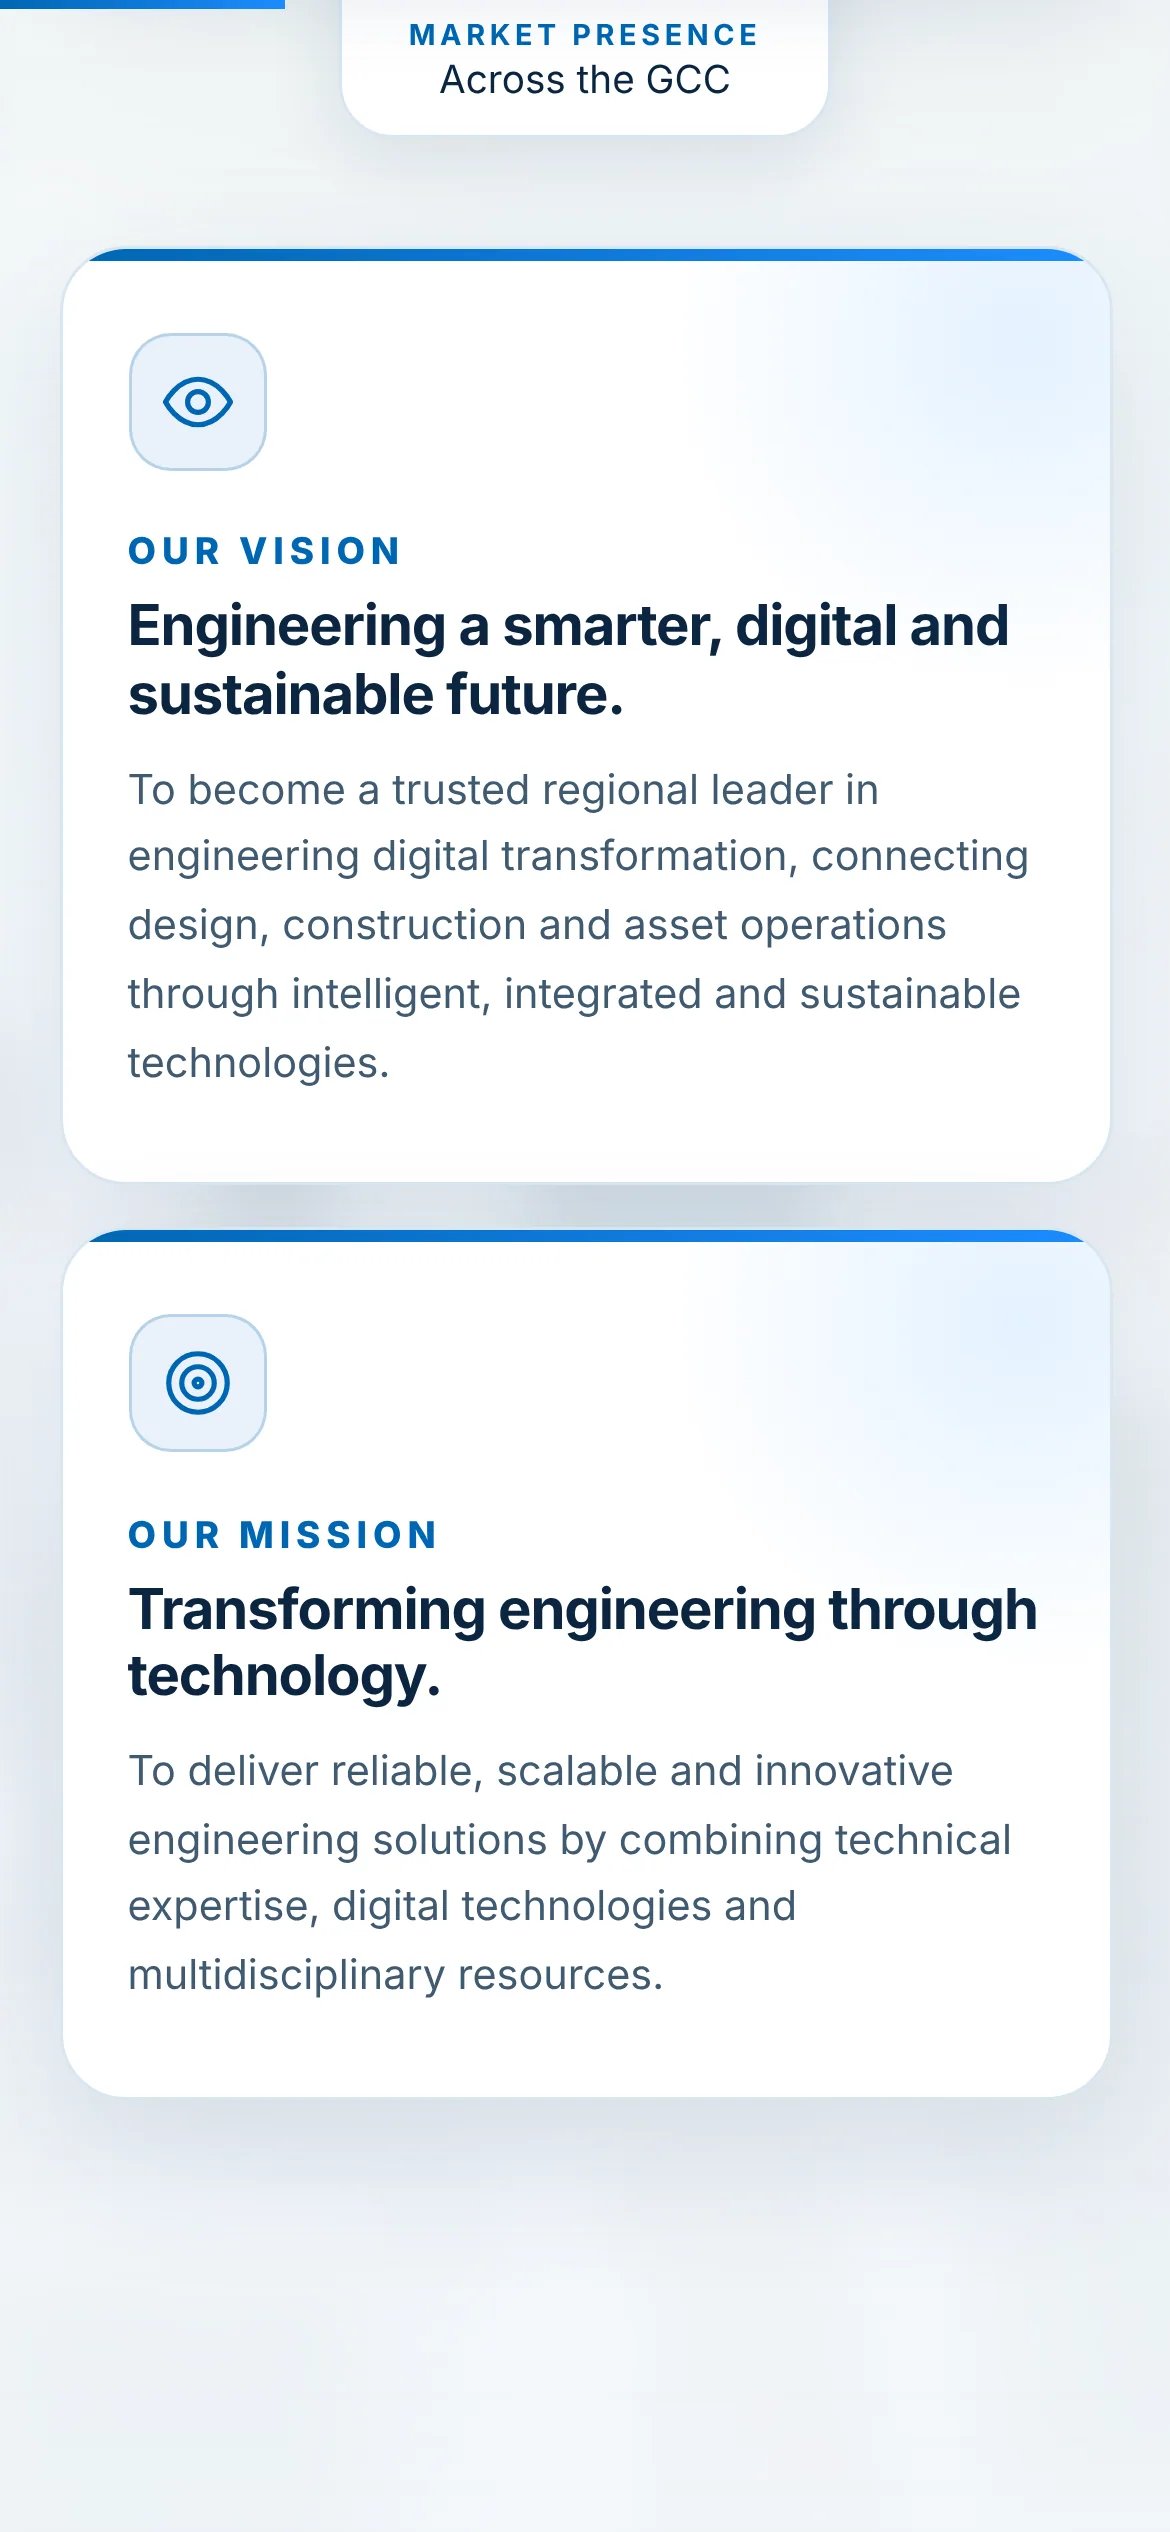 MARKET PRESENCE
Across the GCC
OUR VISION
Engineering a smarter, digital and
sustainable future.
To become a trusted regional leader in
engineering digital transformation, connecting
design, construction and asset operations
through intelligent, integrated and sustainable
technologies.
OUR MISSION
Transforming engineering through
technology.
To deliver reliable, scalable and innovative
engineering solutions by combining technical
expertise, digital technologies and
multidisciplinary resources.